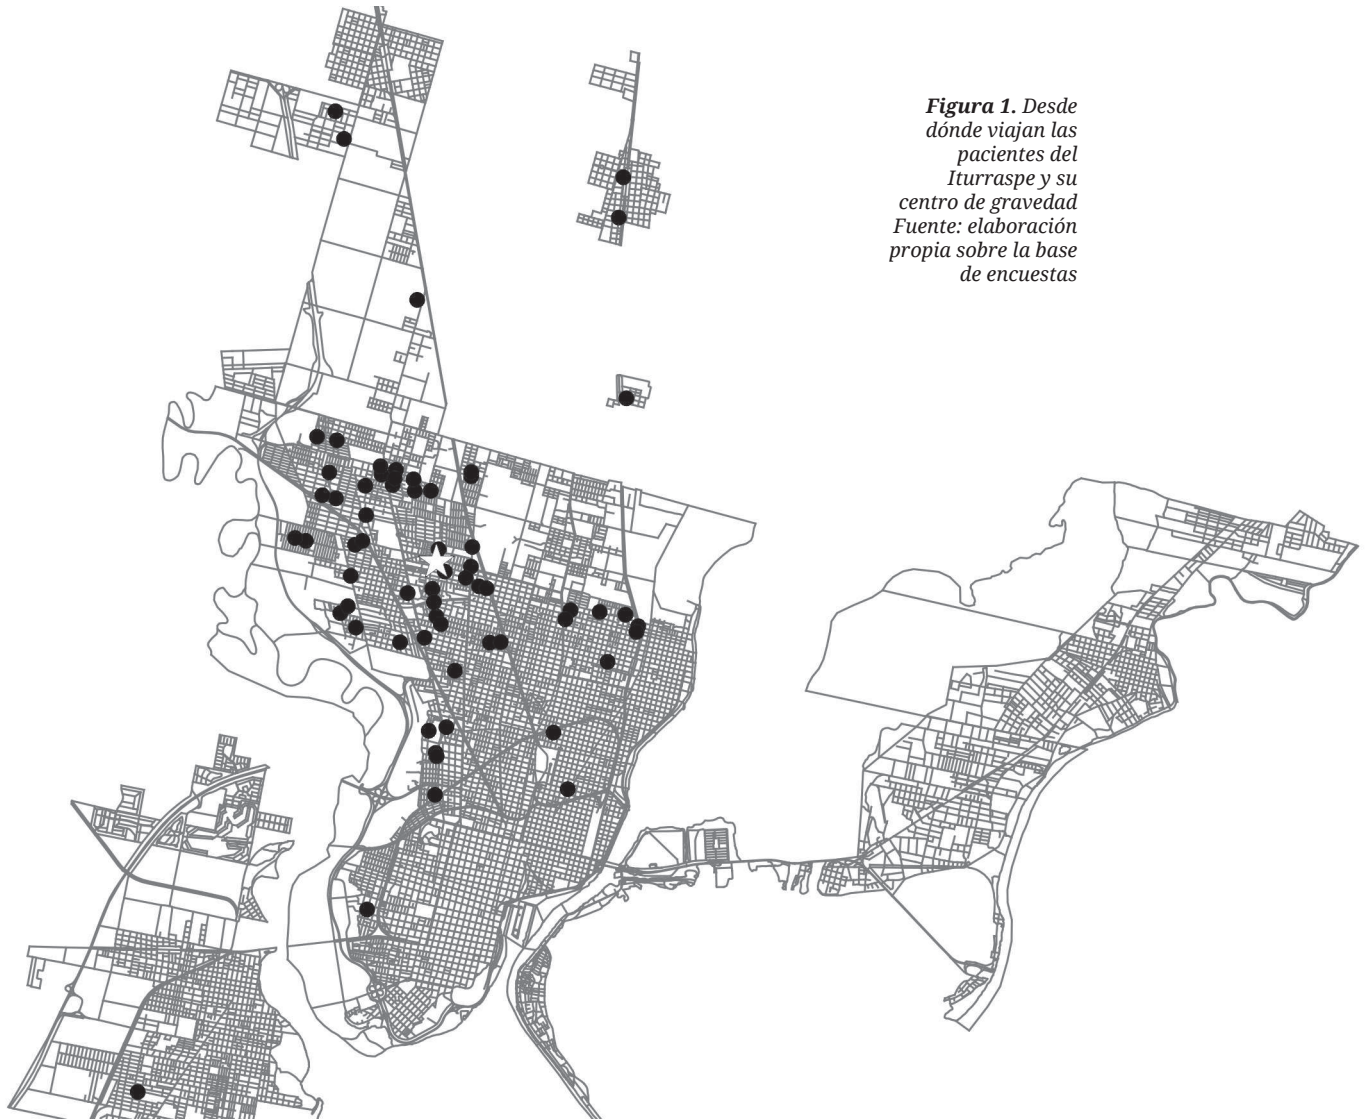 Figura 1. Desde
dónde viajan las
pacientes del
Iturraspe y su
centro de gravedad
Fuente: elaboración
propia sobre la base
de encuestas